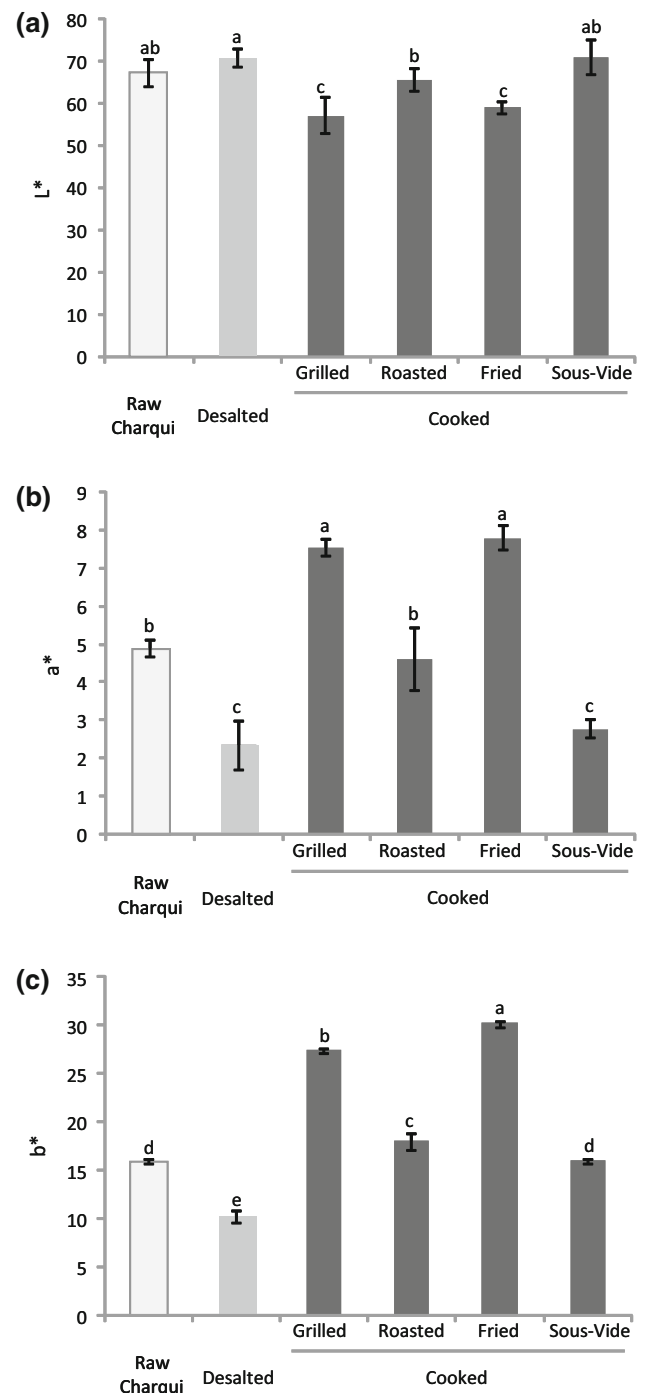 (a)
80
70
60
50
40
30
20
10
0
L*
ab
a
c
b
c
ab
Grilled Roasted Fried Sous-Vide
Raw
Charqui
Desalted
Cooked
(b)
9
8
7
6
5
4
3
2
1
0
a*
b
c
a
b
a
c
Grilled Roasted Fried Sous-Vide
Raw
Charqui
Desalted
Cooked
(c)
35
30
25
20
15
10
5
0
b*
d
e
b
c
a
d
Grilled Roasted Fried Sous-Vide
Raw
Charqui
Desalted
Cooked